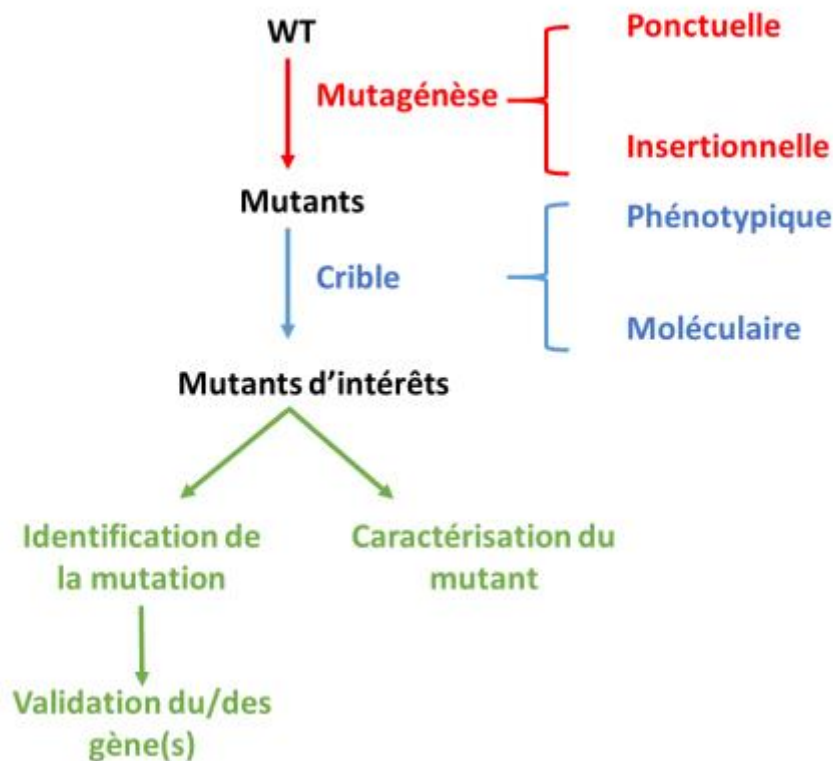 WT
Mutagénèse
Ponctuelle
Insertionnelle
Mutants
Crible
Phénotypique
Moléculaire
Mutants d'intérêts
Identification de
la mutation
Caractérisation du
mutant
Validation du/des
gène(s)